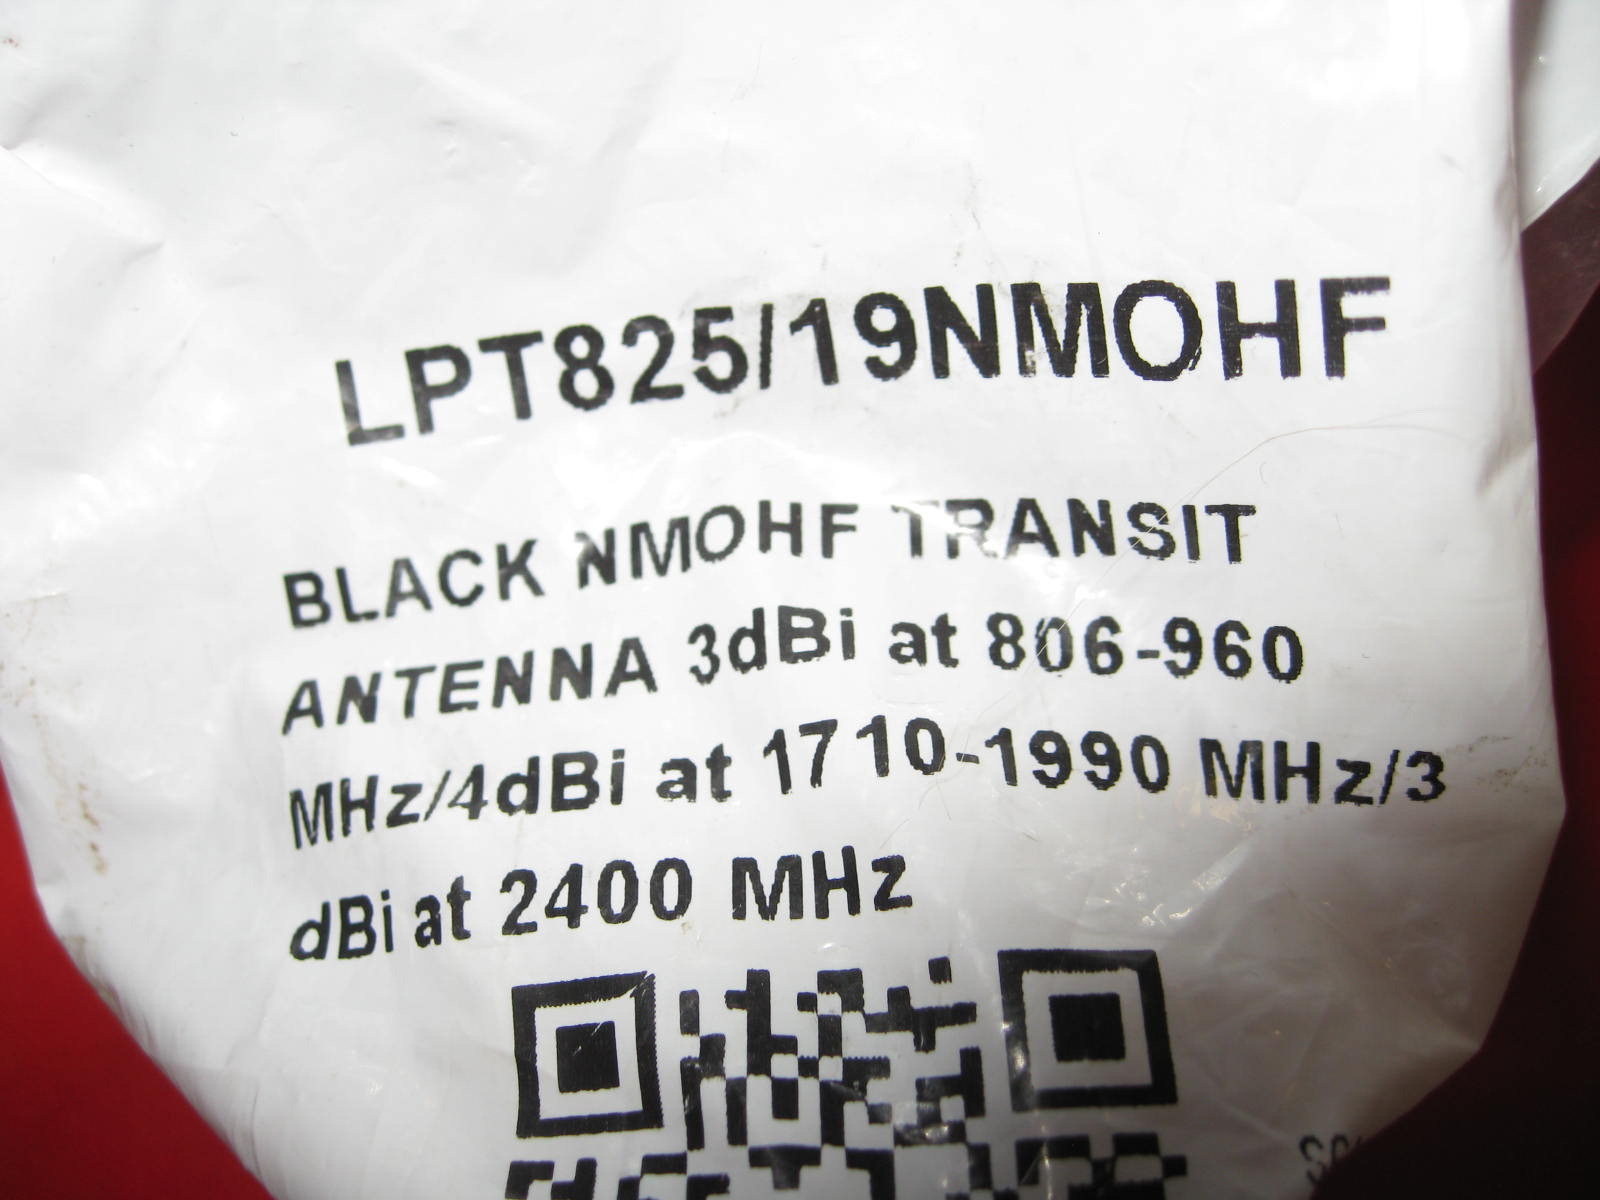 LPT825/19NMOHF
BLACK NMOHF TRANSIT
ANTENNA 3dBi at 806-960
MHz/4dBi at 1710-1990 MHz/3
dBi at 2400 MHz